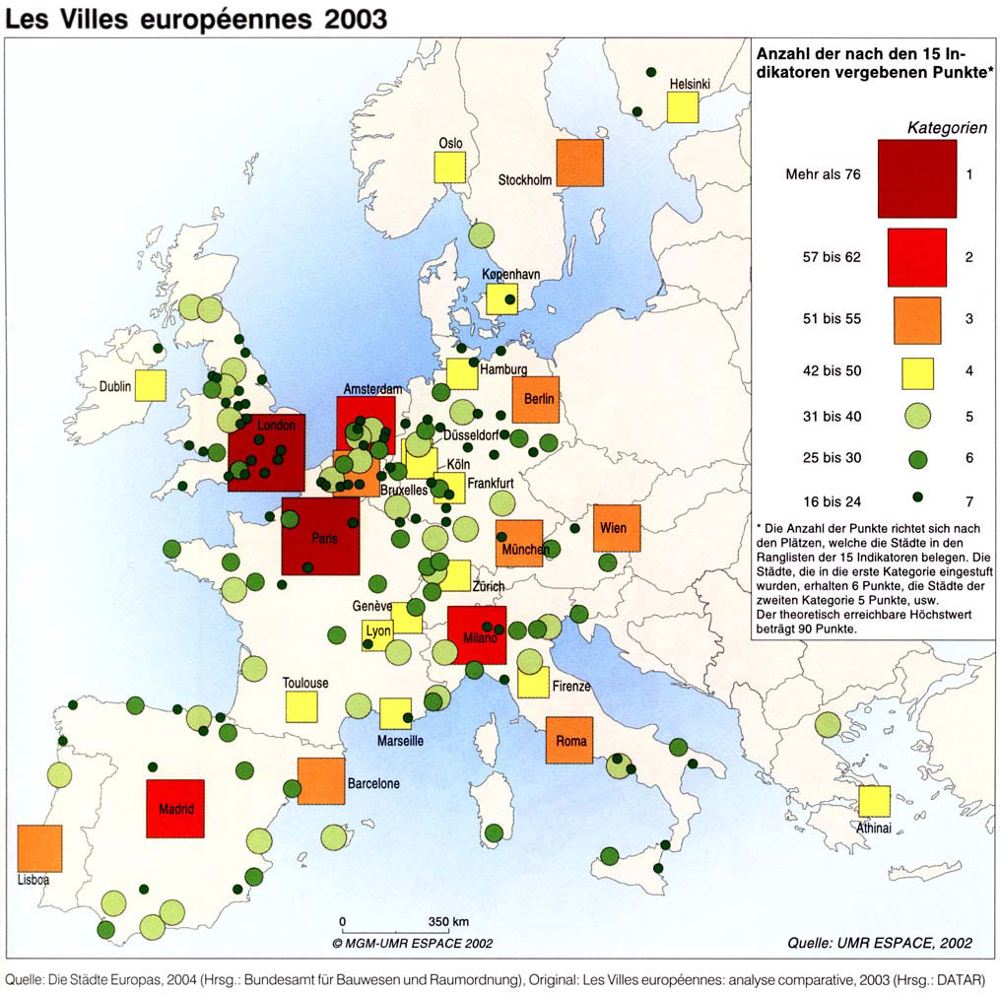 Les Villes européennes 2003
Anzahl der nach den 15 In-
dikatoren vergebenen Punkte*
Kategorien
Mehr als 76 1
57 bis 62 2
51 bis 55 3
42 bis 50 4
31 bis 40 5
25 bis 30 6
16 bis 24 7
* Die Anzahl der Punkte richtet sich nach
den Plätzen, welche die Städte in den
Ranglisten der 15 Indikatoren belegen. Die
Städte, die in die erste Kategorie eingestuft
wurden, erhalten 6 Punkte, die Städte der
zweiten Kategorie 5 Punkte, usw.
Der theoretisch erreichbare Höchstwert
beträgt 90 Punkte.
Helsinki
Oslo
Stockholm
Køpenhavn
Hamburg
Dublin
Amsterdam
Berlin
London
Düsseldorf
Köln
Bruxelles
Frankfurt
Paris
München
Wien
Zürich
Genève
Lyon
Milano
Toulouse
Firenze
Marseille
Roma
Barcelone
Madrid
Athinai
Lisboa
0 350 km
© MGM-UMR ESPACE 2002
Quelle: UMR ESPACE, 2002
Quelle: Die Städte Europas, 2004 (Hrsg.: Bundesamt für Bauwesen und Raumordnung), Original: Les Villes européennes: analyse comparative, 2003 (Hrsg.: DATAR)